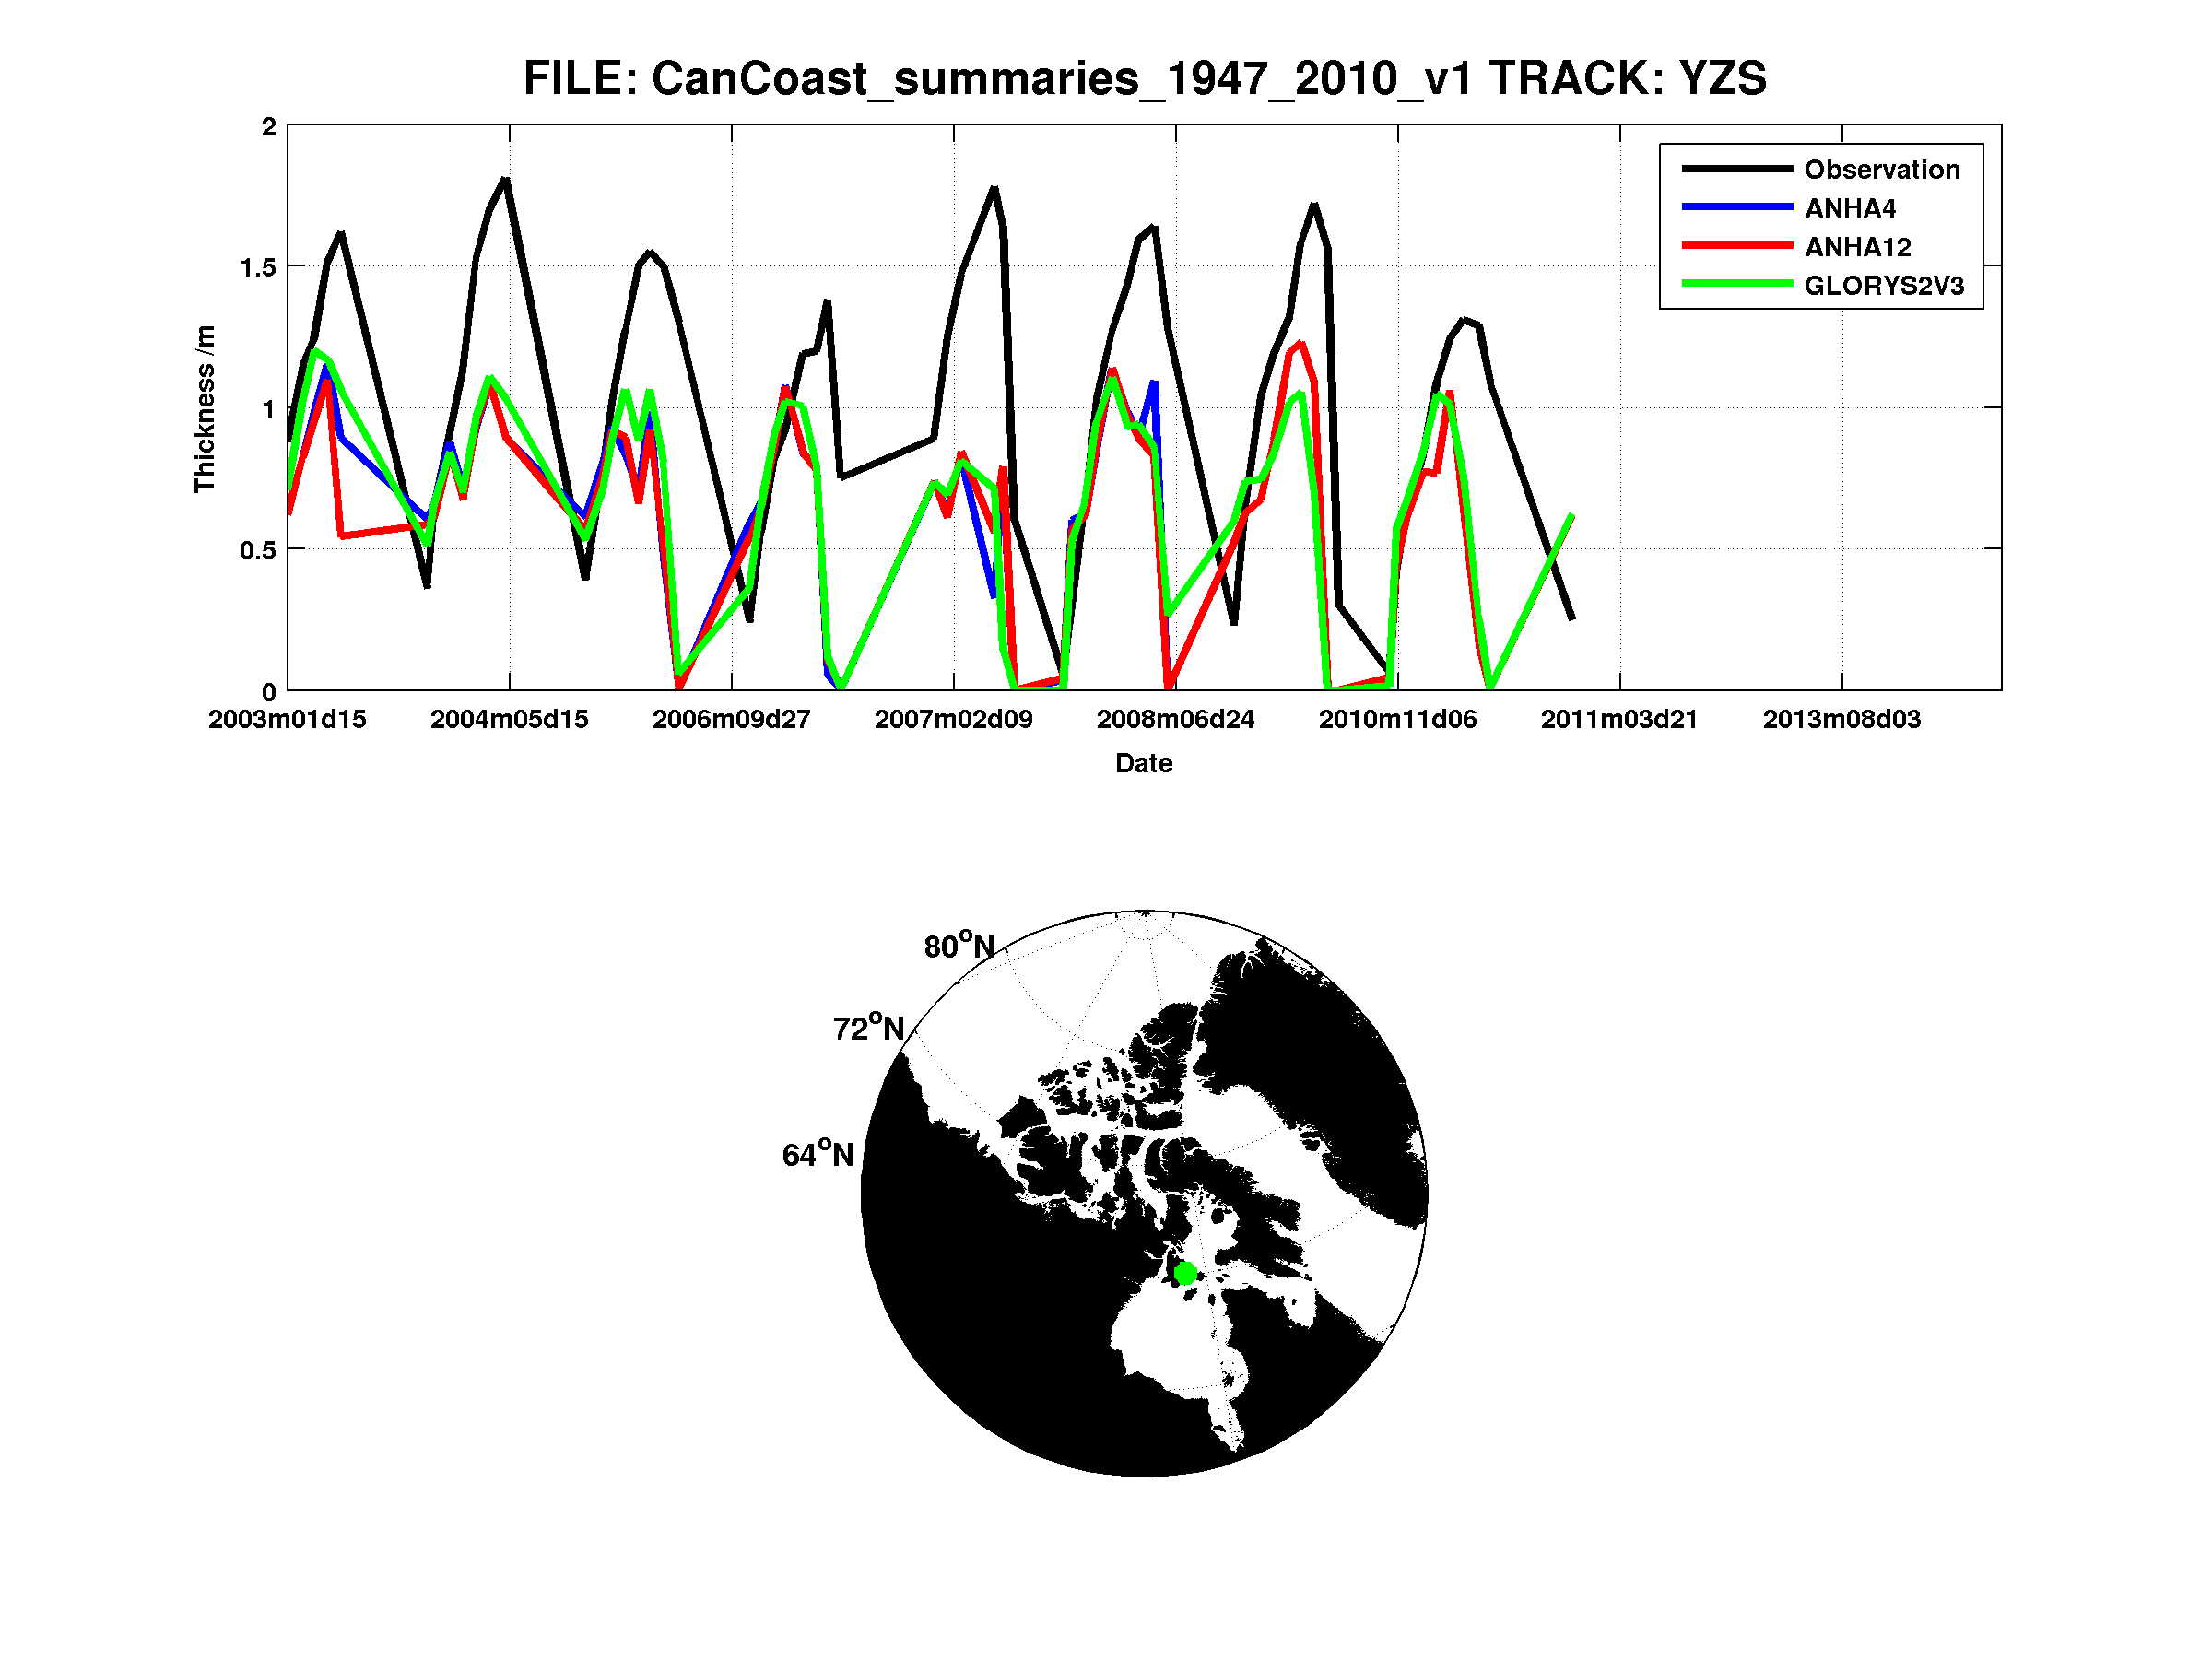 FILE: CanCoast_summaries_1947_2010_v1 TRACK: YZS
2
1.5
1
0.5
0
Thickness /m
Observation
ANHA4
ANHA12
GLORYS2V3
2003m01d15 2004m05d15 2006m09d27 2007m02d09 2008m06d24 2010m11d06 2011m03d21 2013m08d03
Date
80°N
72°N
64°N